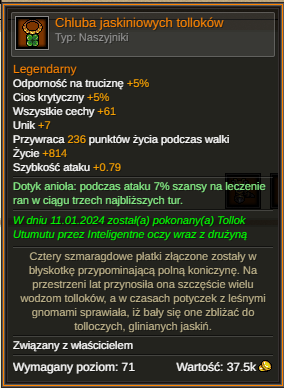 Chluba jaskiniowych tolloków
Typ: Naszyjniki
Legendarny
Odporność na truciznę +5%
Cios krytyczny +5%
Wszystkie cechy +61
Unik +7
Przywraca 236 punktów życia podczas walki
Życie +814
Szybkość ataku +0.79
Dotyk anioła: podczas ataku 7% szansy na leczenie
ran w ciągu trzech najbliższych tur.
W dniu 11.01.2024 został(a) pokonany(a) Tollok
Utumutu przez Inteligentne oczy wraz z drużyną
Cztery szmaragdowe płatki złączone zostały w
błyskotkę przypominającą polną koniczynę. Na
przestrzeni lat przynosiła ona szczęście wielu
wodzom tolloków, a w czasach potyczek z leśnymi
gnomami sprawiała, iż bały się one zbliżać do
tolloczych, glinianych jaskiń.
Związany z właścicielem
Wymagany poziom: 71 Wartość: 37.5k